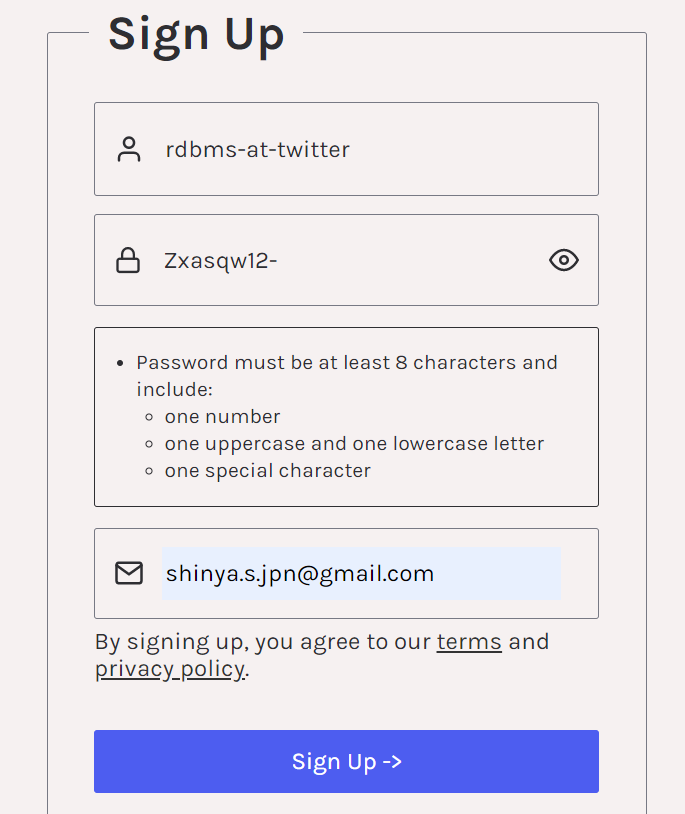 Sign Up
rdbms-at-twitter
Zxasqw12-
Password must be at least 8 characters and
include:
one number
one uppercase and one lowercase letter
one special character
shinya.s.jpn@gmail.com
By signing up, you agree to our terms and
privacy policy.
Sign Up ->